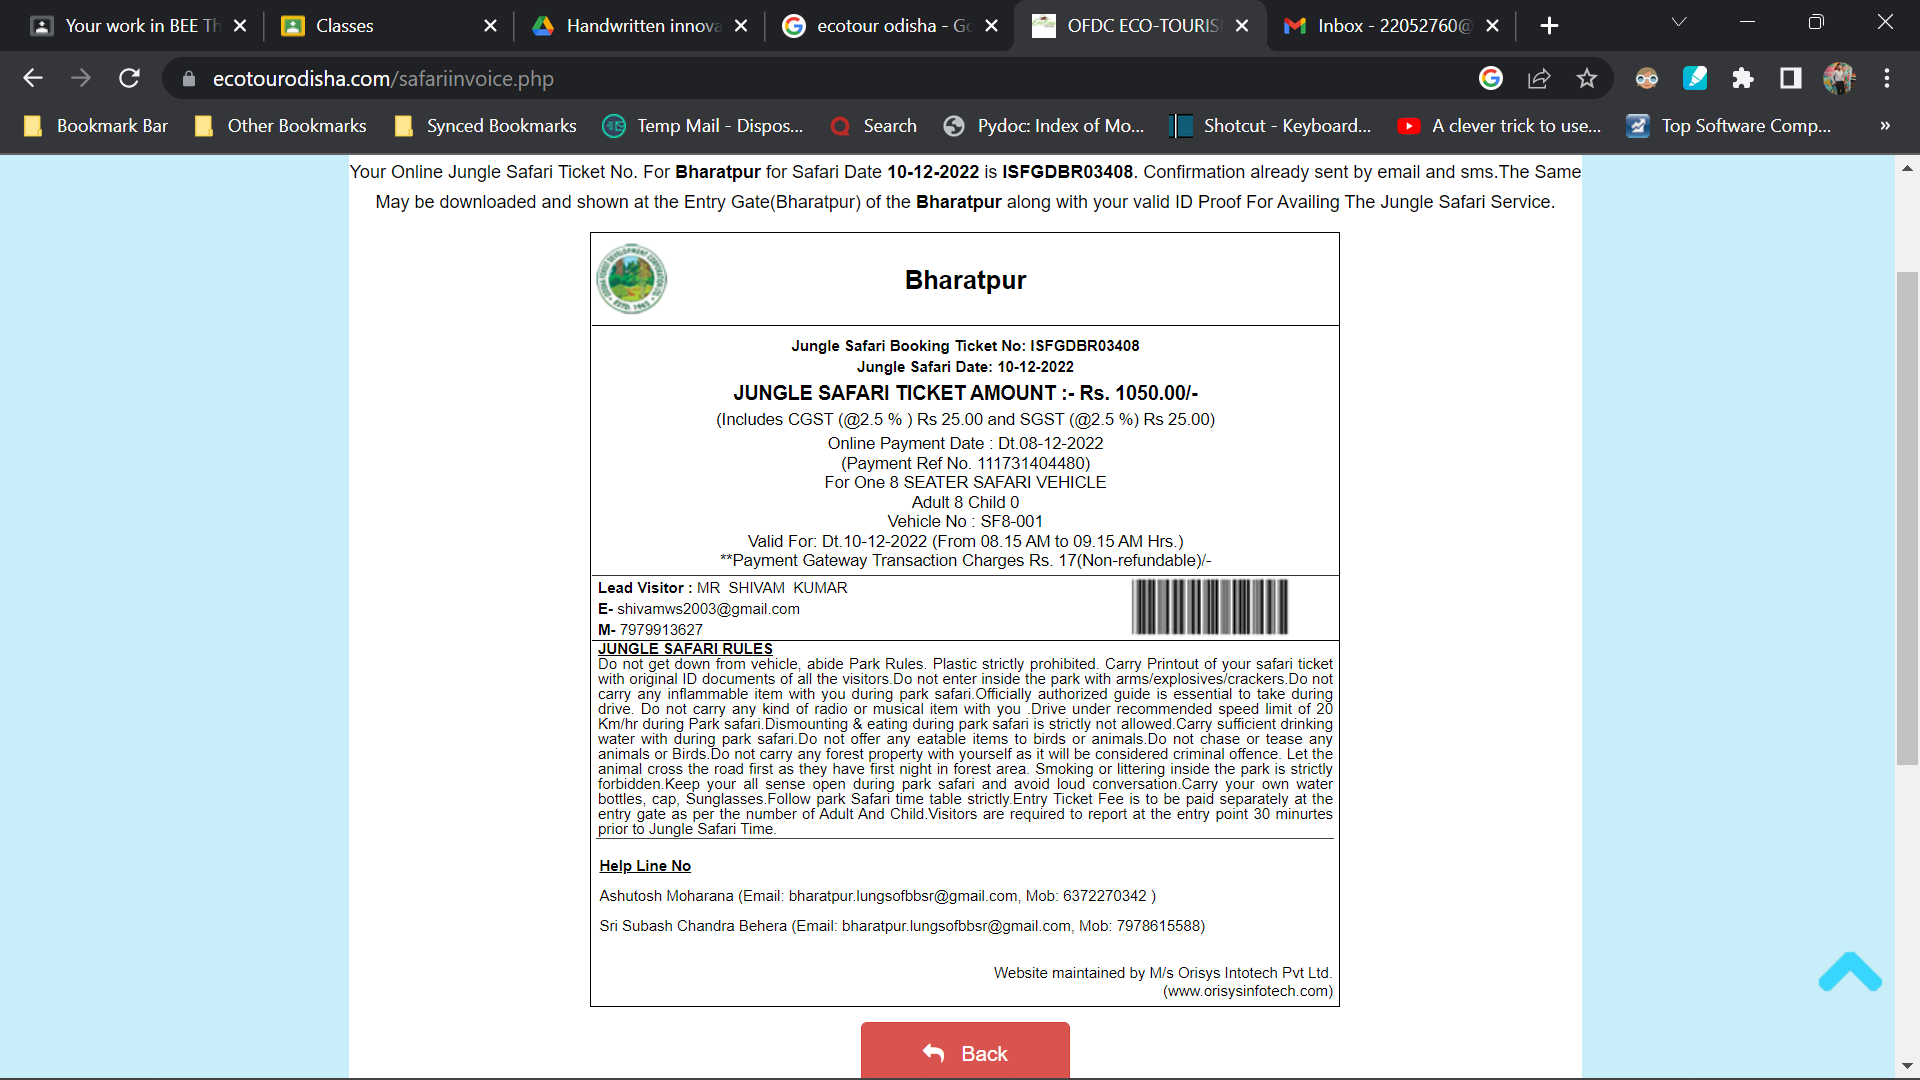 Your work in BEE Th
Classes
Handwritten innova
ecotour odisha - Go
OFDC ECO-TOURIS
Inbox - 22052760@
ecotourodisha.com/safariinvoice.php
Bookmark Bar
Other Bookmarks
Synced Bookmarks
Temp Mail - Dispos...
Search
Pydoc: Index of Mo...
Shotcut - Keyboard...
A clever trick to use...
Top Software Comp...
»
Your Online Jungle Safari Ticket No. For Bharatpur for Safari Date 10-12-2022 is ISFGDBR03408. Confirmation already sent by email and sms.The Same
May be downloaded and shown at the Entry Gate(Bharatpur) of the Bharatpur along with your valid ID Proof For Availing The Jungle Safari Service.
Bharatpur
Jungle Safari Booking Ticket No: ISFGDBR03408
Jungle Safari Date: 10-12-2022
JUNGLE SAFARI TICKET AMOUNT :- Rs. 1050.00/-
(Includes CGST (@2.5 % ) Rs 25.00 and SGST (@2.5 %) Rs 25.00)
Online Payment Date : Dt.08-12-2022
(Payment Ref No. 111731404480)
For One 8 SEATER SAFARI VEHICLE
Adult 8 Child 0
Vehicle No : SF8-001
Valid For: Dt.10-12-2022 (From 08.15 AM to 09.15 AM Hrs.)
**Payment Gateway Transaction Charges Rs. 17(Non-refundable)/-
Lead Visitor : MR SHIVAM KUMAR
E- shivamws2003@gmail.com
M- 7979913627
JUNGLE SAFARI RULES
Do not get down from vehicle, abide Park Rules. Plastic strictly prohibited. Carry Printout of your safari ticket
with original ID documents of all the visitors.Do not enter inside the park with arms/explosives/crackers.Do not
carry any inflammable item with you during park safari.Officially authorized guide is essential to take during
drive. Do not carry any kind of radio or musical item with you .Drive under recommended speed limit of 20
Km/hr during Park safari.Dismounting & eating during park safari is strictly not allowed.Carry sufficient drinking
water with during park safari.Do not offer any eatable items to birds or animals.Do not chase or tease any
animals or Birds.Do not carry any forest property with yourself as it will be considered criminal offence. Let the
animal cross the road first as they have first night in forest area. Smoking or littering inside the park is strictly
forbidden.Keep your all sense open during park safari and avoid loud conversation.Carry your own water
bottles, cap, Sunglasses.Follow park Safari time table strictly.Entry Ticket Fee is to be paid separately at the
entry gate as per the number of Adult And Child.Visitors are required to report at the entry point 30 minurtes
prior to Jungle Safari Time.
Help Line No
Ashutosh Moharana (Email: bharatpur.lungsofbbsr@gmail.com, Mob: 6372270342 )
Sri Subash Chandra Behera (Email: bharatpur.lungsofbbsr@gmail.com, Mob: 7978615588)
Website maintained by M/s Orisys Intotech Pvt Ltd.
(www.orisysinfotech.com)
Back